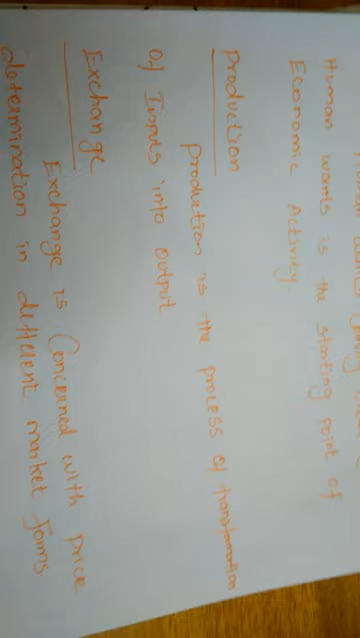 Human wants is the starting point of
Economic Activity.
Production
Production is the process of transformation
of Inputs into output
Exchange
Exchange is Concerned with Price
determination in different market Forms.